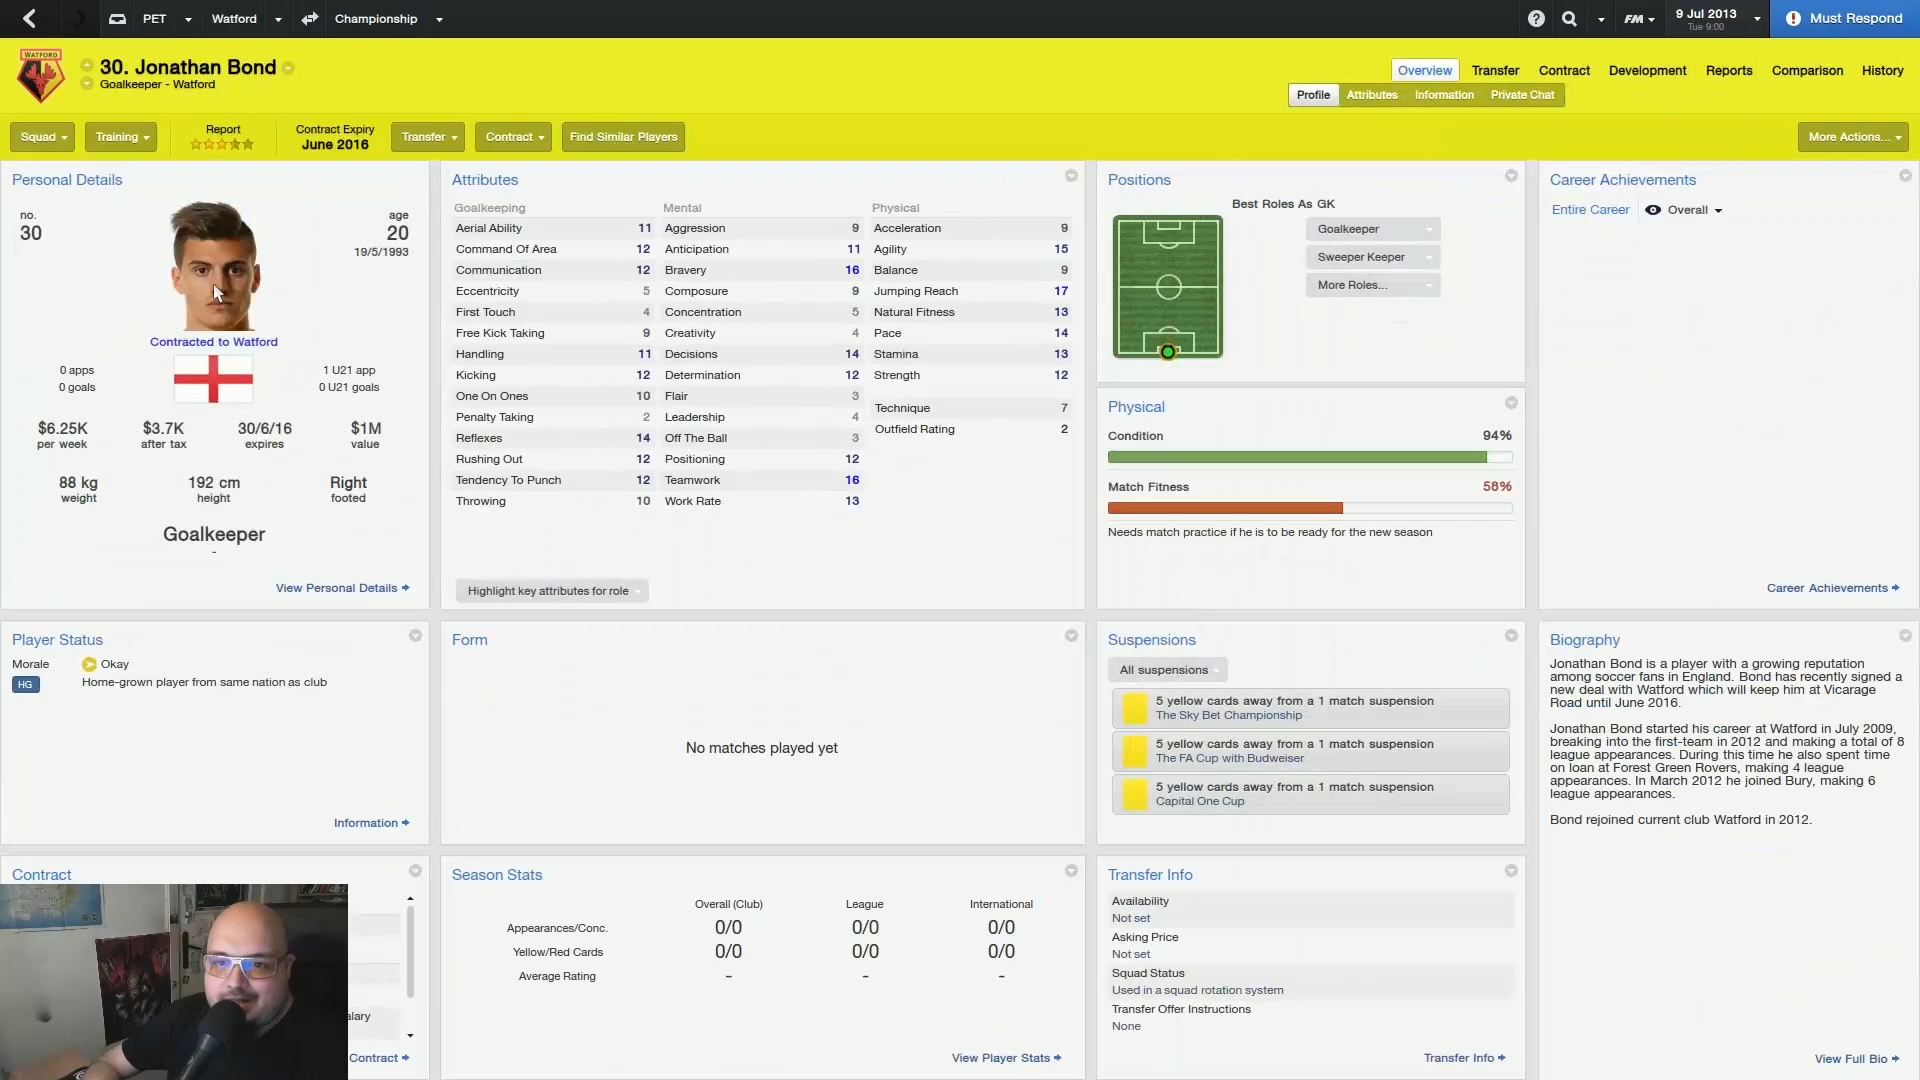 PET
Watford
Championship
FM
9 Jul 2013
Tue 9:00
Must Respond
WATFORD
30. Jonathan Bond
Goalkeeper - Watford
Overview Transfer Contract Development Reports Comparison History
Profile Attributes Information Private Chat
Squad
Training
Report
Contract Expiry
June 2016
Transfer
Contract
Find Similar Players
More Actions...
Personal Details
no.
30
age
20
19/5/1993
Contracted to Watford
0 apps
0 goals
1 U21 app
0 U21 goals
$6.25K
per week
$3.7K
after tax
30/6/16
expires
$1M
value
88 kg
weight
192 cm
height
Right
footed
Goalkeeper
-
View Personal Details
Attributes
Goalkeeping
Aerial Ability 11
Command Of Area 12
Communication 12
Eccentricity 5
First Touch 4
Free Kick Taking 9
Handling 11
Kicking 12
One On Ones 10
Penalty Taking 2
Reflexes 14
Rushing Out 12
Tendency To Punch 12
Throwing 10
Mental
Aggression 9
Anticipation 11
Bravery 16
Composure 9
Concentration 5
Creativity 4
Decisions 14
Determination 12
Flair 3
Leadership 4
Off The Ball 3
Positioning 12
Teamwork 16
Work Rate 13
Physical
Acceleration 9
Agility 15
Balance 9
Jumping Reach 17
Natural Fitness 13
Pace 14
Stamina 13
Strength 12
Technique 7
Outfield Rating 2
Highlight key attributes for role
Positions
Best Roles As GK
Goalkeeper
Sweeper Keeper
More Roles...
Physical
Condition 94%
Match Fitness 58%
Needs match practice if he is to be ready for the new season
Career Achievements
Entire Career Overall
Career Achievements
Player Status
Morale Okay
HG Home-grown player from same nation as club
Information
Form
No matches played yet
Suspensions
All suspensions
5 yellow cards away from a 1 match suspension
The Sky Bet Championship
5 yellow cards away from a 1 match suspension
The FA Cup with Budweiser
5 yellow cards away from a 1 match suspension
Capital One Cup
Biography
Jonathan Bond is a player with a growing reputation
among soccer fans in England. Bond has recently signed a
new deal with Watford which will keep him at Vicarage
Road until June 2016.
Jonathan Bond started his career at Watford in July 2009,
breaking into the first-team in 2012 and making a total of 8
league appearances. During this time he also spent time
on loan at Forest Green Rovers, making 4 league
appearances. In March 2012 he joined Bury, making 6
league appearances.
Bond rejoined current club Watford in 2012.
View Full Bio
Contract
alary
Contract
Season Stats
Overall (Club) League International
Appearances/Conc. 0/0 0/0 0/0
Yellow/Red Cards 0/0 0/0 0/0
Average Rating - - -
View Player Stats
Transfer Info
Availability
Not set
Asking Price
Not set
Squad Status
Used in a squad rotation system
Transfer Offer Instructions
None
Transfer Info